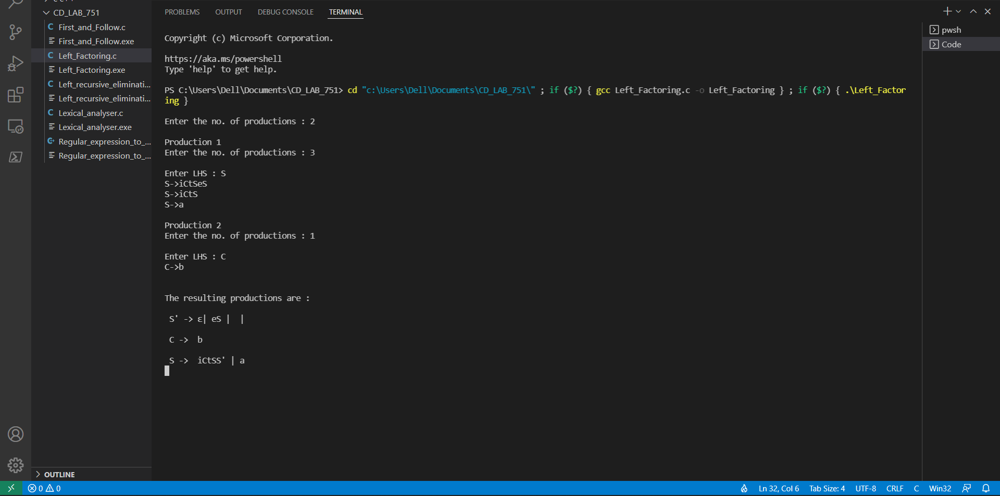 CD_LAB_751
First_and_Follow.c
First_and_Follow.exe
Left_Factoring.c
Left_Factoring.exe
Left_recursive_eliminati...
Left_recursive_eliminati...
Lexical_analyser.c
Lexical_analyser.exe
Regular_expression_to_...
Regular_expression_to_...
OUTLINE
PROBLEMS OUTPUT DEBUG CONSOLE TERMINAL
Copyright (c) Microsoft Corporation.
https://aka.ms/powershell
Type 'help' to get help.
PS C:\Users\Dell\Documents\CD_LAB_751> cd "c:\Users\Dell\Documents\CD_LAB_751\" ; if ($?) { gcc Left_Factoring.c -o Left_Factoring } ; if ($?) { .\Left_Factor
ing }
Enter the no. of productions : 2
Production 1
Enter the no. of productions : 3
Enter LHS : S
S->iCtSeS
S->iCtS
S->a
Production 2
Enter the no. of productions : 1
Enter LHS : C
C->b
The resulting productions are :
S' -> ε| eS |  |
C ->  b
S ->  iCtSS' | a
pwsh
Code
0 0
Ln 32, Col 6 Tab Size: 4 UTF-8 CRLF C Win32